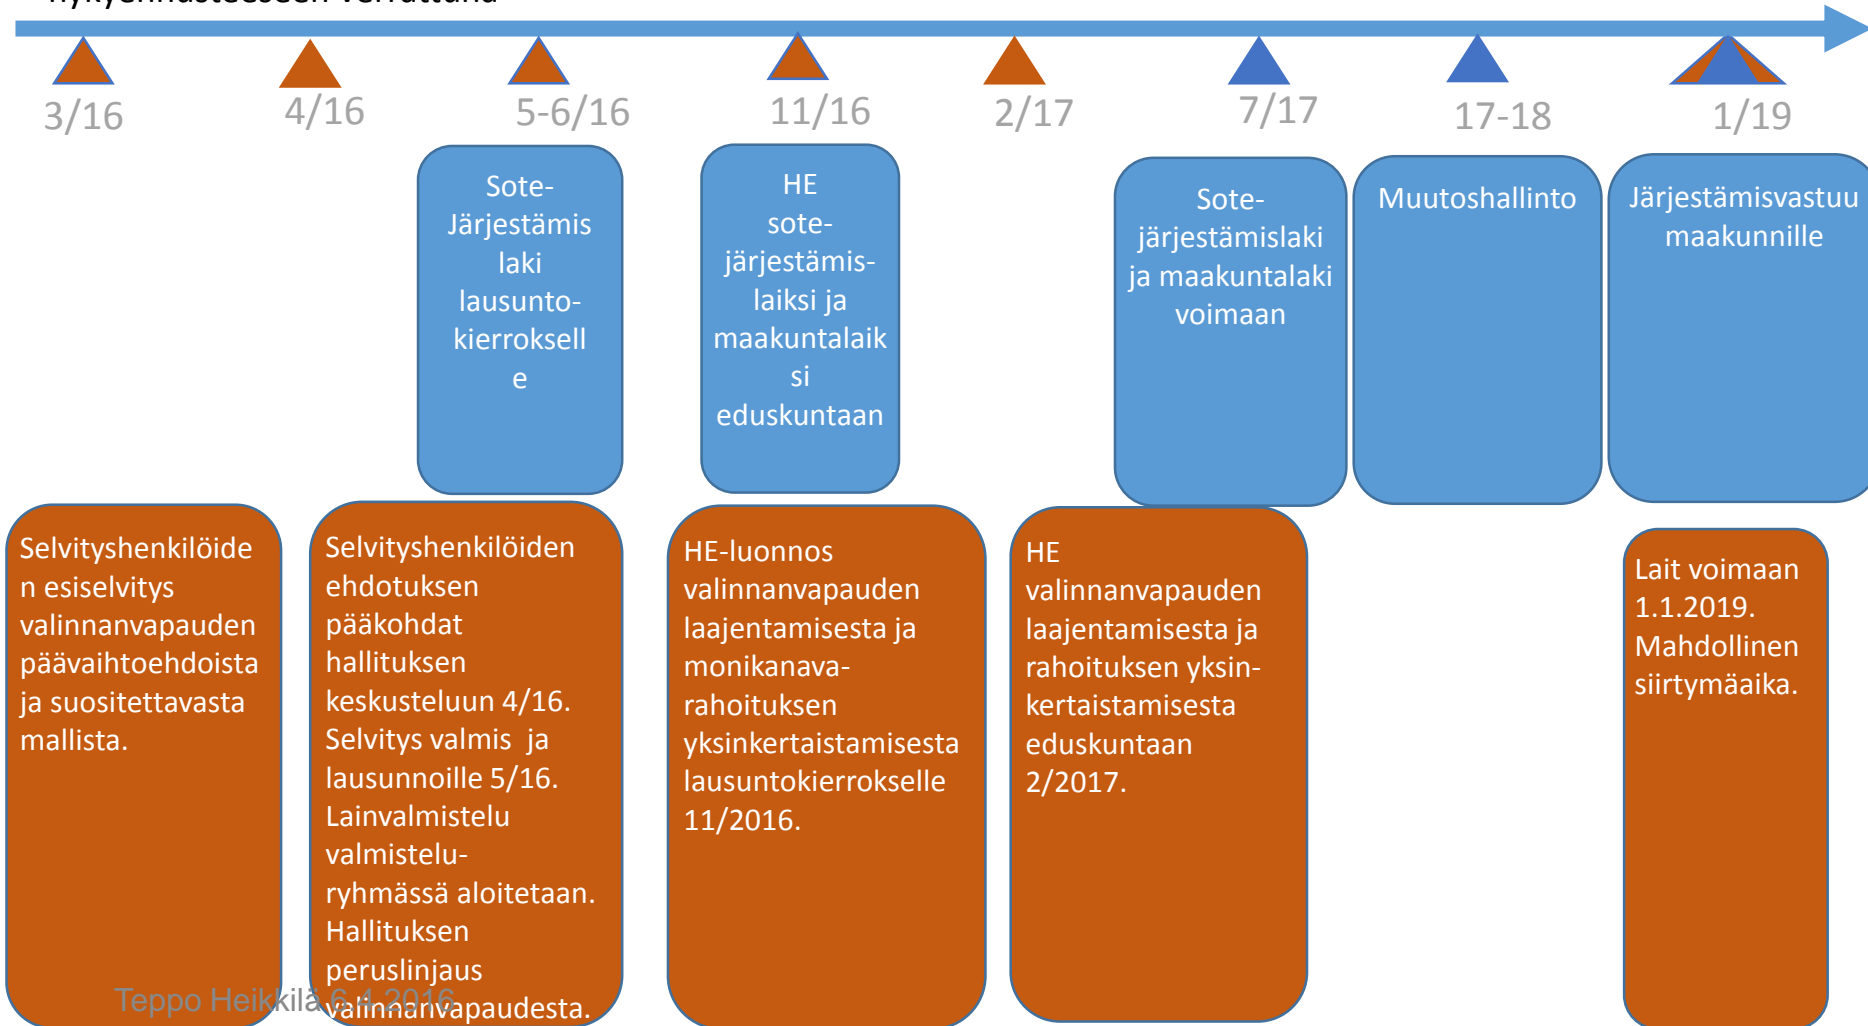 nykyennusteeseen verrattuna
3/16
4/16
5-6/16
11/16
2/17
7/17
17-18
1/19
Sote-
Järjestämis
laki
lausunto-
kierroksell
e
HE
sote-
järjestämis-
laiksi ja
maakuntalaik
si
eduskuntaan
Sote-
järjestämislaki
ja maakuntalaki
voimaan
Muutoshallinto
Järjestämisvastuu
maakunnille
Selvityshenkilöide
n esiselvitys
valinnanvapauden
päävaihtoehdoista
ja suositettavasta
mallista.
Selvityshenkilöiden
ehdotuksen
pääkohdat
hallituksen
keskusteluun 4/16.
Selvitys valmis ja
lausunnoille 5/16.
Lainvalmistelu
valmistelu-
ryhmässä aloitetaan.
Hallituksen
peruslinjaus
valinnanvapaudesta.
HE-luonnos
valinnanvapauden
laajentamisesta ja
monikanava-
rahoituksen
yksinkertaistamisesta
lausuntokierrokselle
11/2016.
HE
valinnanvapauden
laajentamisesta ja
rahoituksen yksin-
kertaistamisesta
eduskuntaan
2/2017.
Lait voimaan
1.1.2019.
Mahdollinen
siirtymäaika.
Teppo Heikkilä 6.4.2016